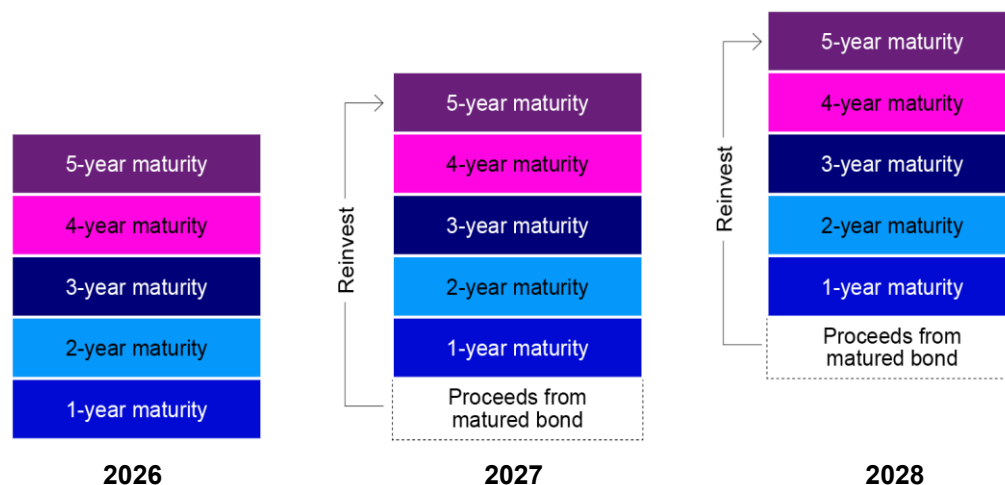 5-year maturity
4-year maturity
3-year maturity
2-year maturity
1-year maturity
2026
Reinvest
5-year maturity
4-year maturity
3-year maturity
2-year maturity
1-year maturity
Proceeds from
matured bond
2027
Reinvest
5-year maturity
4-year maturity
3-year maturity
2-year maturity
1-year maturity
Proceeds from
matured bond
2028